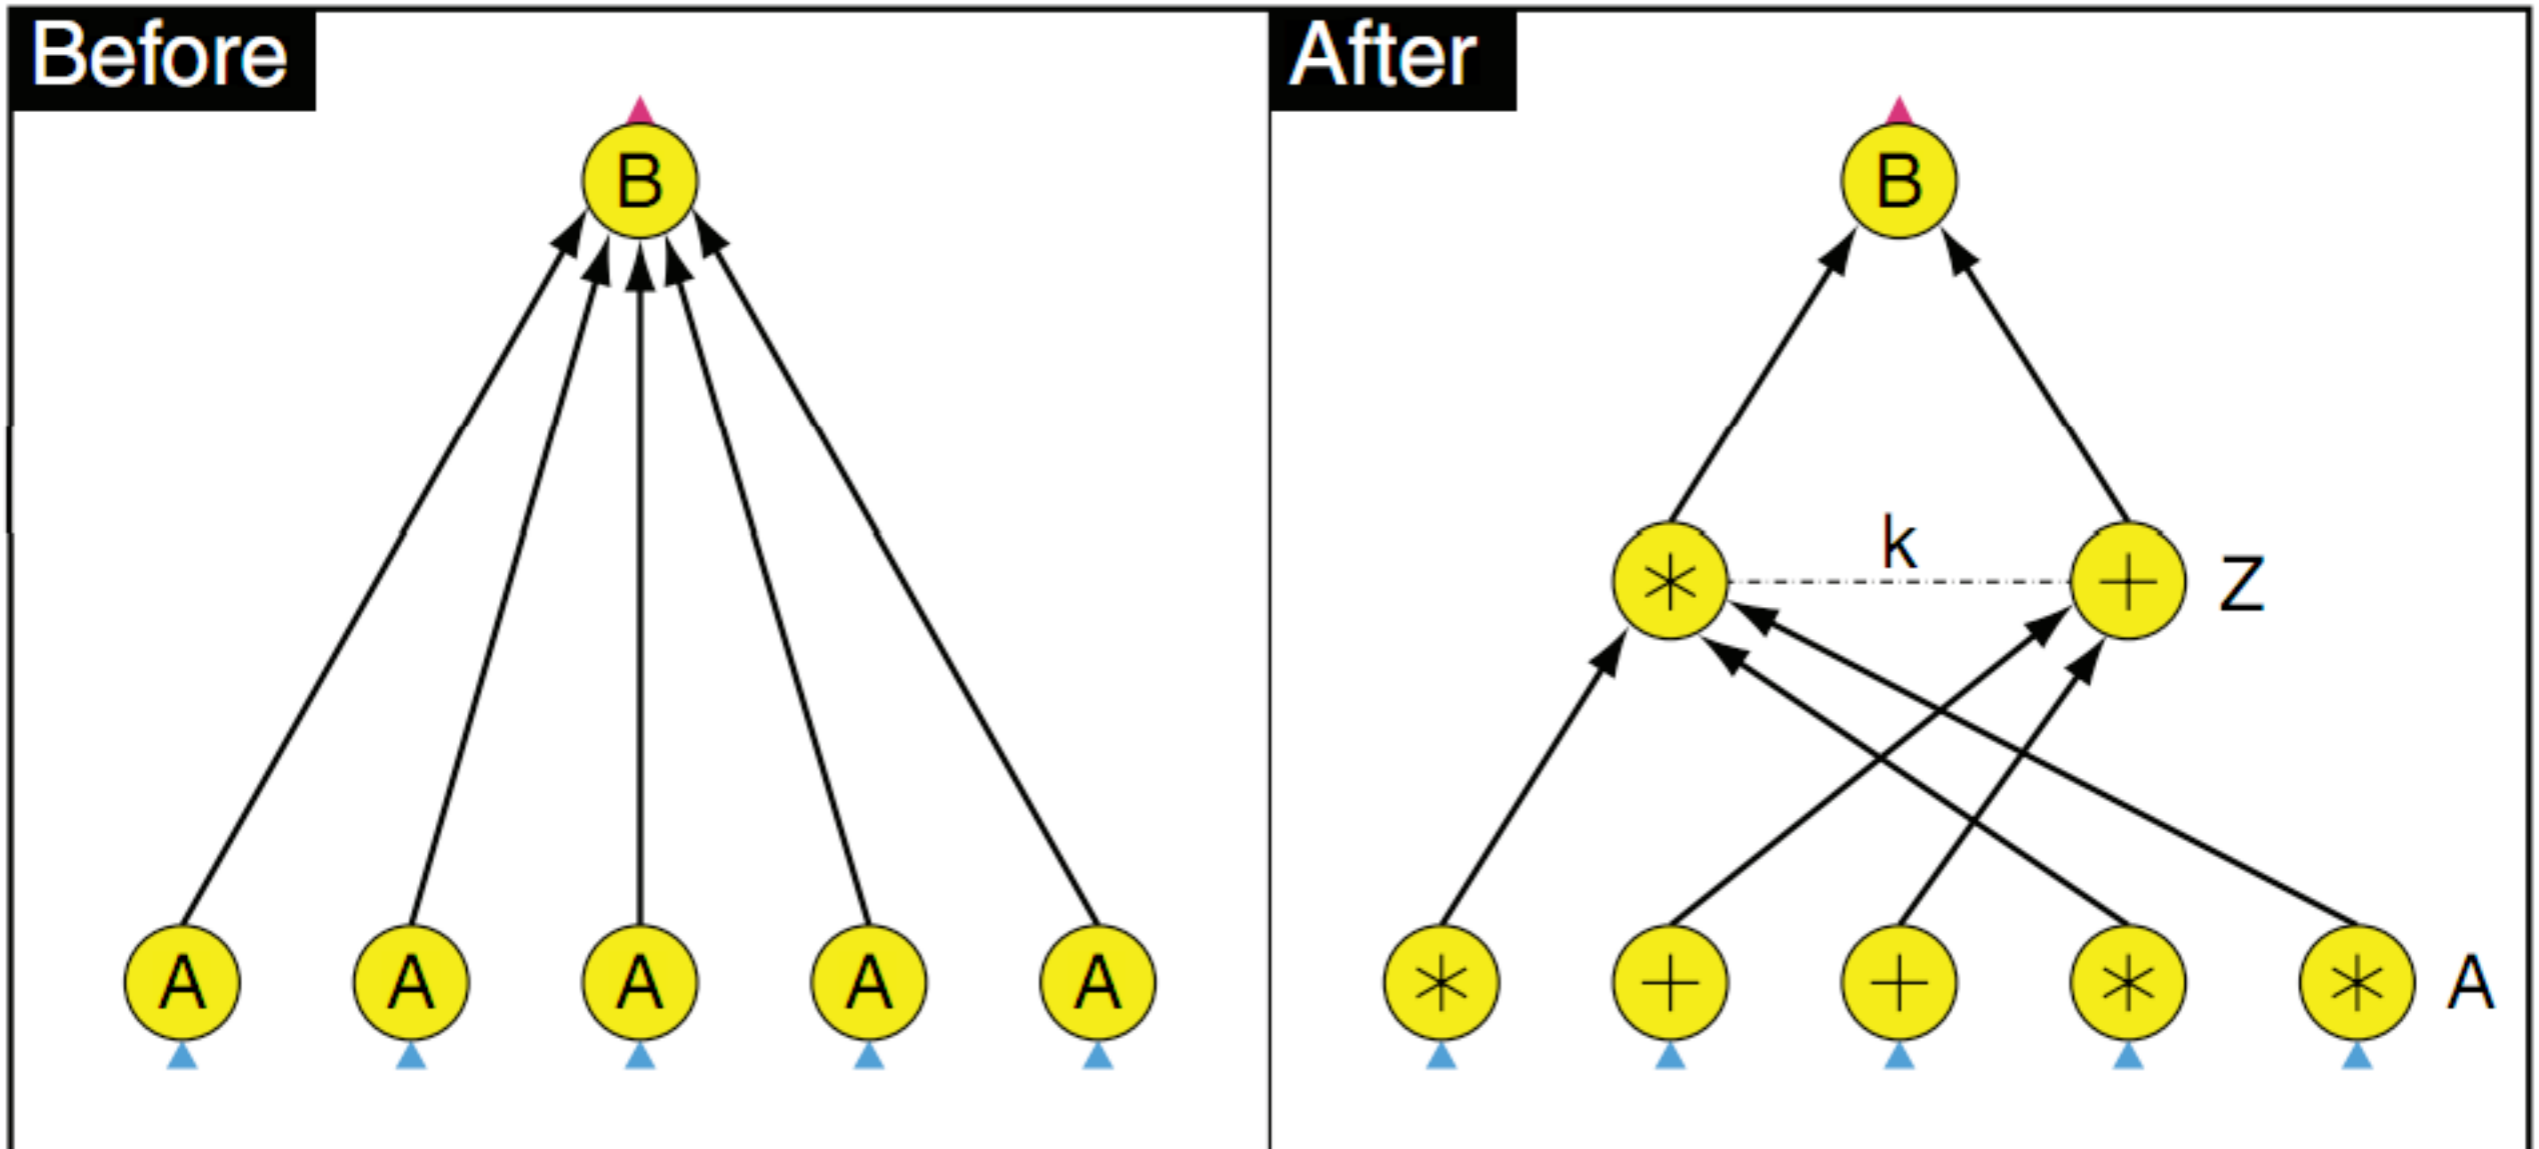 Before
B
A A A A A
After
B
* k + Z
* + + * * A